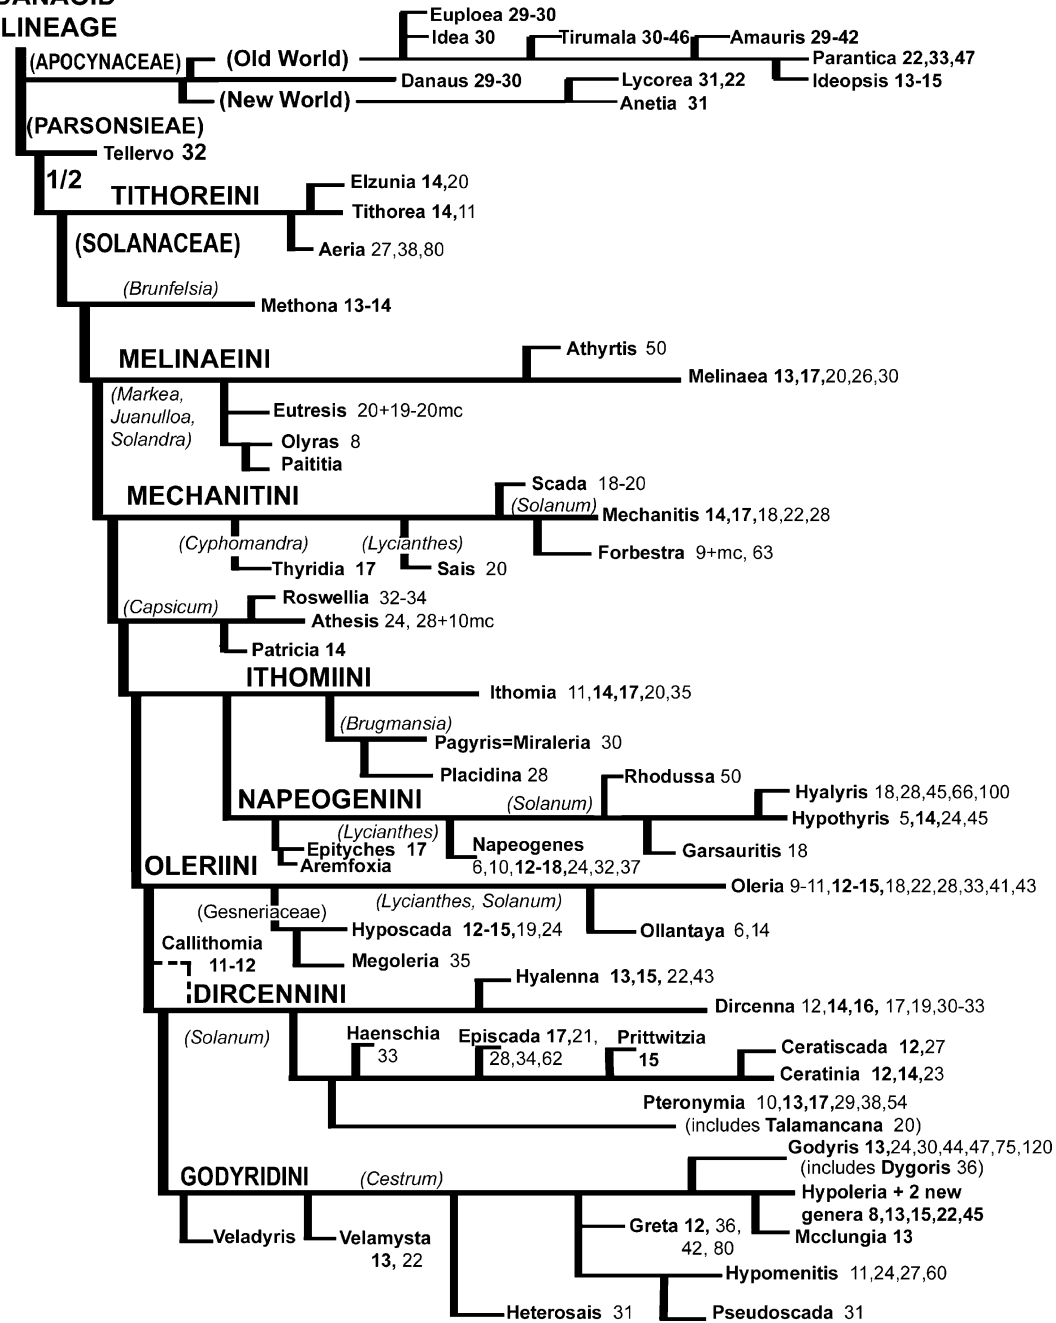 DANAOID
LINEAGE
Euploea 29-30
Idea 30
Tirumala 30-46
Amauris 29-42
(APOCYNACEAE)
(Old World)
Parantica 22,33,47
Danaus 29-30
Lycorea 31,22
Ideopsis 13-15
(New World)
Anetia 31
(PARSONSIEAE)
Tellervo 32
1/2
TITHOREINI
Elzunia 14,20
Tithorea 14,11
(SOLANACEAE)
Aeria 27,38,80
(Brunfelsia)
Methona 13-14
MELINAEINI
Athyrtis 50
Melinaea 13,17,20,26,30
(Markea,
Juanulloa,
Solandra)
Eutresis 20+19-20mc
Olyras 8
Paititia
MECHANITINI
Scada 18-20
(Solanum)
Mechanitis 14,17,18,22,28
(Cyphomandra)
(Lycianthes)
Forbestra 9+mc, 63
Thyridia 17
Sais 20
(Capsicum)
Roswellia 32-34
Athesis 24, 28+10mc
Patricia 14
ITHOMIINI
Ithomia 11,14,17,20,35
(Brugmansia)
Pagyris=Miraleria 30
Placidina 28
Rhodussa 50
NAPEOGENINI
(Solanum)
Hyalyris 18,28,45,66,100
Hypothyris 5,14,24,45
(Lycianthes)
Epityches 17
Aremfoxia
Napeogenes
6,10,12-18,24,32,37
Garsauritis 18
OLERIINI
Oleria 9-11,12-15,18,22,28,33,41,43
(Lycianthes, Solanum)
(Gesneriaceae)
Hyposcada 12-15,19,24
Ollantaya 6,14
Callithomia
11-12
Megoleria 35
Hyalenna 13,15, 22,43
DIRCENNINI
Dircenna 12,14,16, 17,19,30-33
(Solanum)
Haenschia
33
Episcada 17,21,
28,34,62
Prittwitzia
15
Ceratiscada 12,27
Ceratinia 12,14,23
Pteronymia 10,13,17,29,38,54
(includes Talamancana 20)
Godyris 13,24,30,44,47,75,120
(includes Dygoris 36)
GODYRIDINI
(Cestrum)
Hypoleria + 2 new
genera 8,13,15,22,45
Mcclungia 13
Veladyris
Velamysta
13, 22
Greta 12, 36,
42, 80
Hypomenitis 11,24,27,60
Heterosais 31
Pseudoscada 31